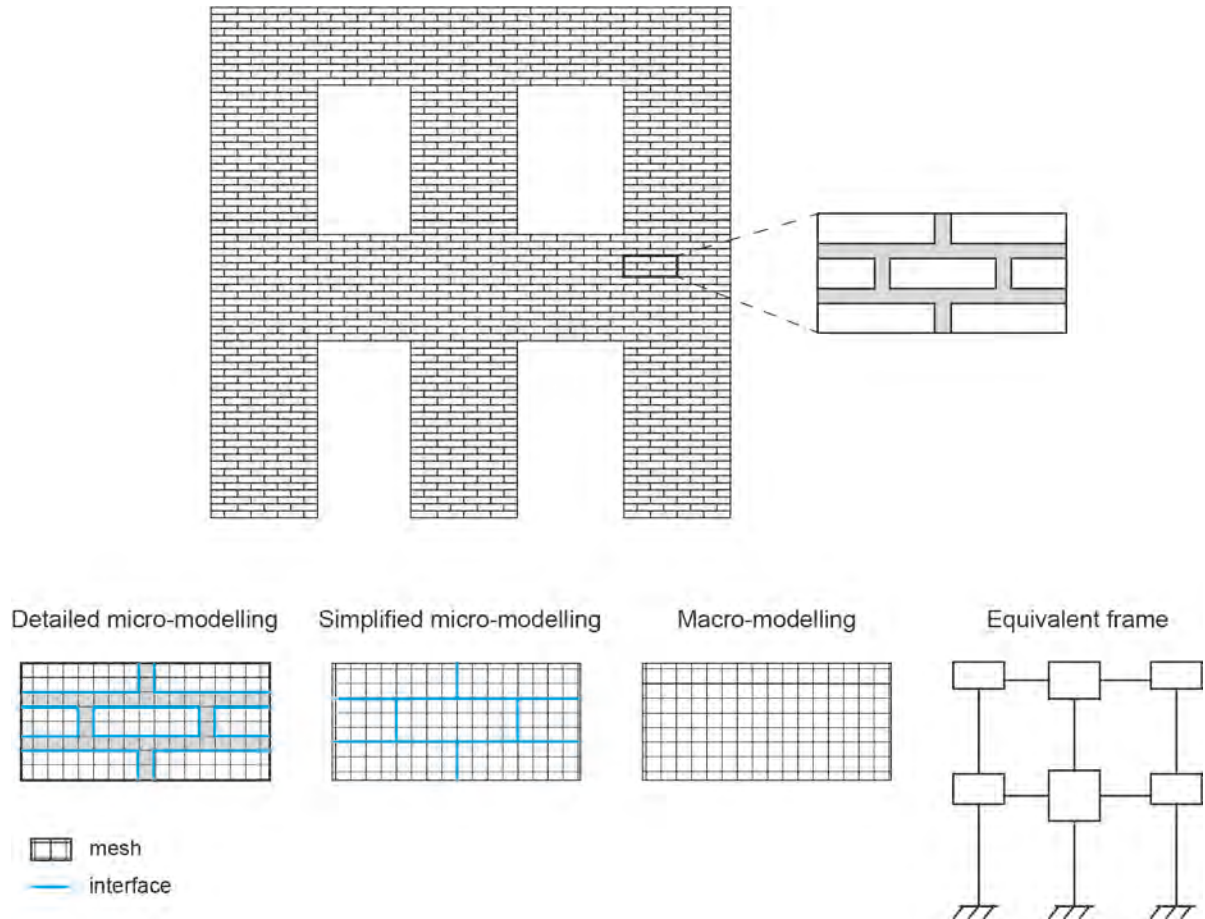 Detailed micro-modelling
Simplified micro-modelling
Macro-modelling
Equivalent frame
mesh
interface